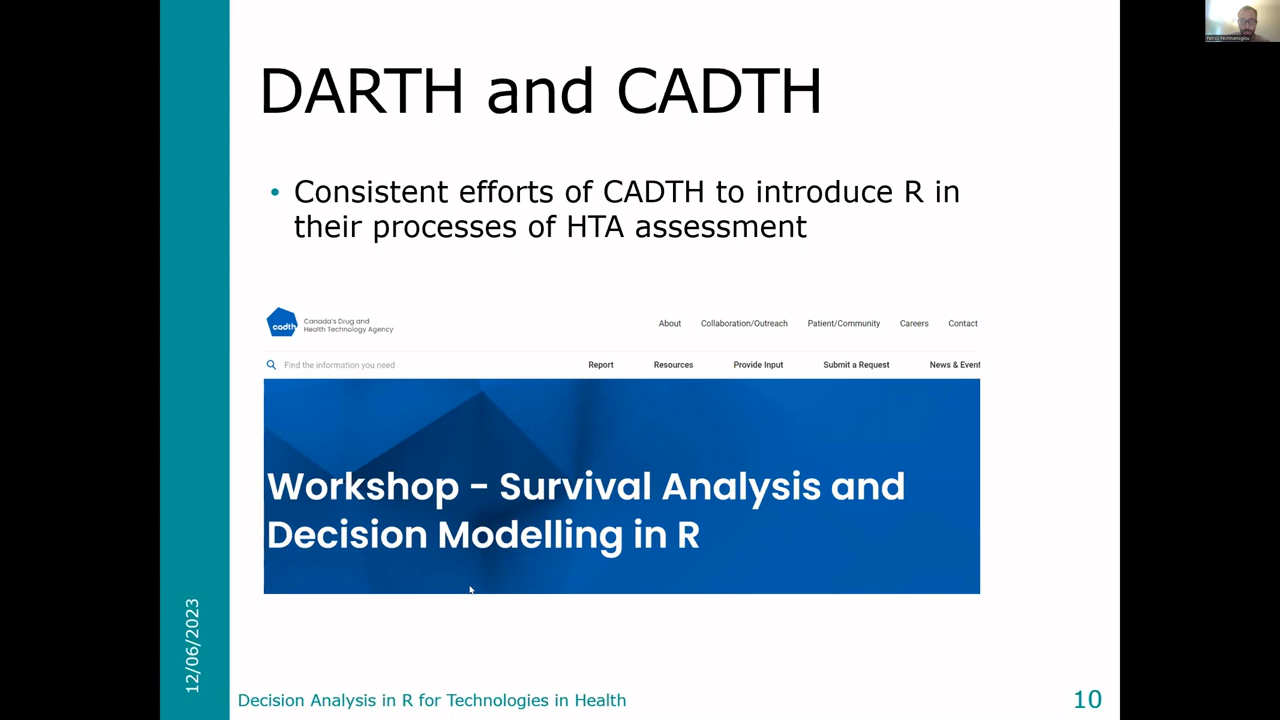 DARTH and CADTH
• Consistent efforts of CADTH to introduce R in
their processes of HTA assessment
cadth
Canada's Drug and
Health Technology Agency
About Collaboration/Outreach Patient/Community Careers Contact
Find the information you need
Report Resources Provide Input Submit a Request News & Event
Workshop - Survival Analysis and
Decision Modelling in R
12/06/2023
Decision Analysis in R for Technologies in Health
10
Petros Pechlivanoglou